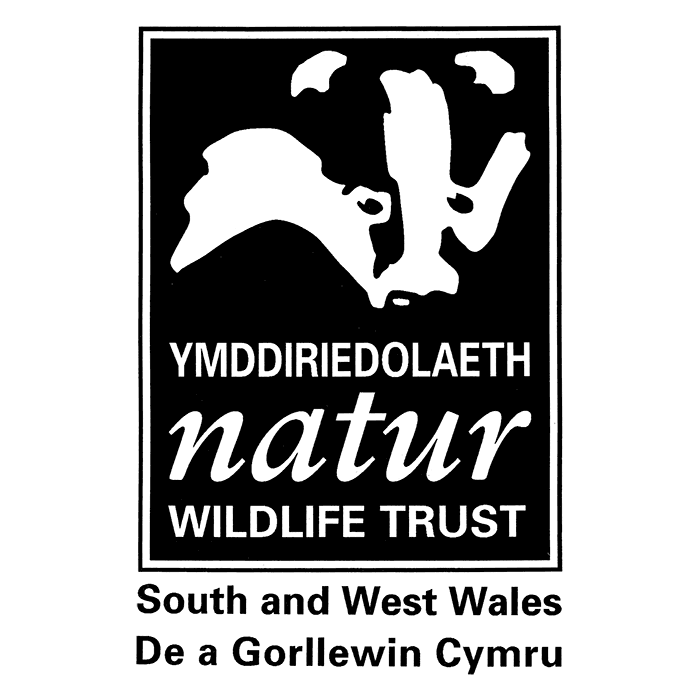 YMDDIRIEDOLAETH
natur
WILDLIFE TRUST
South and West Wales
De a Gorllewin Cymru